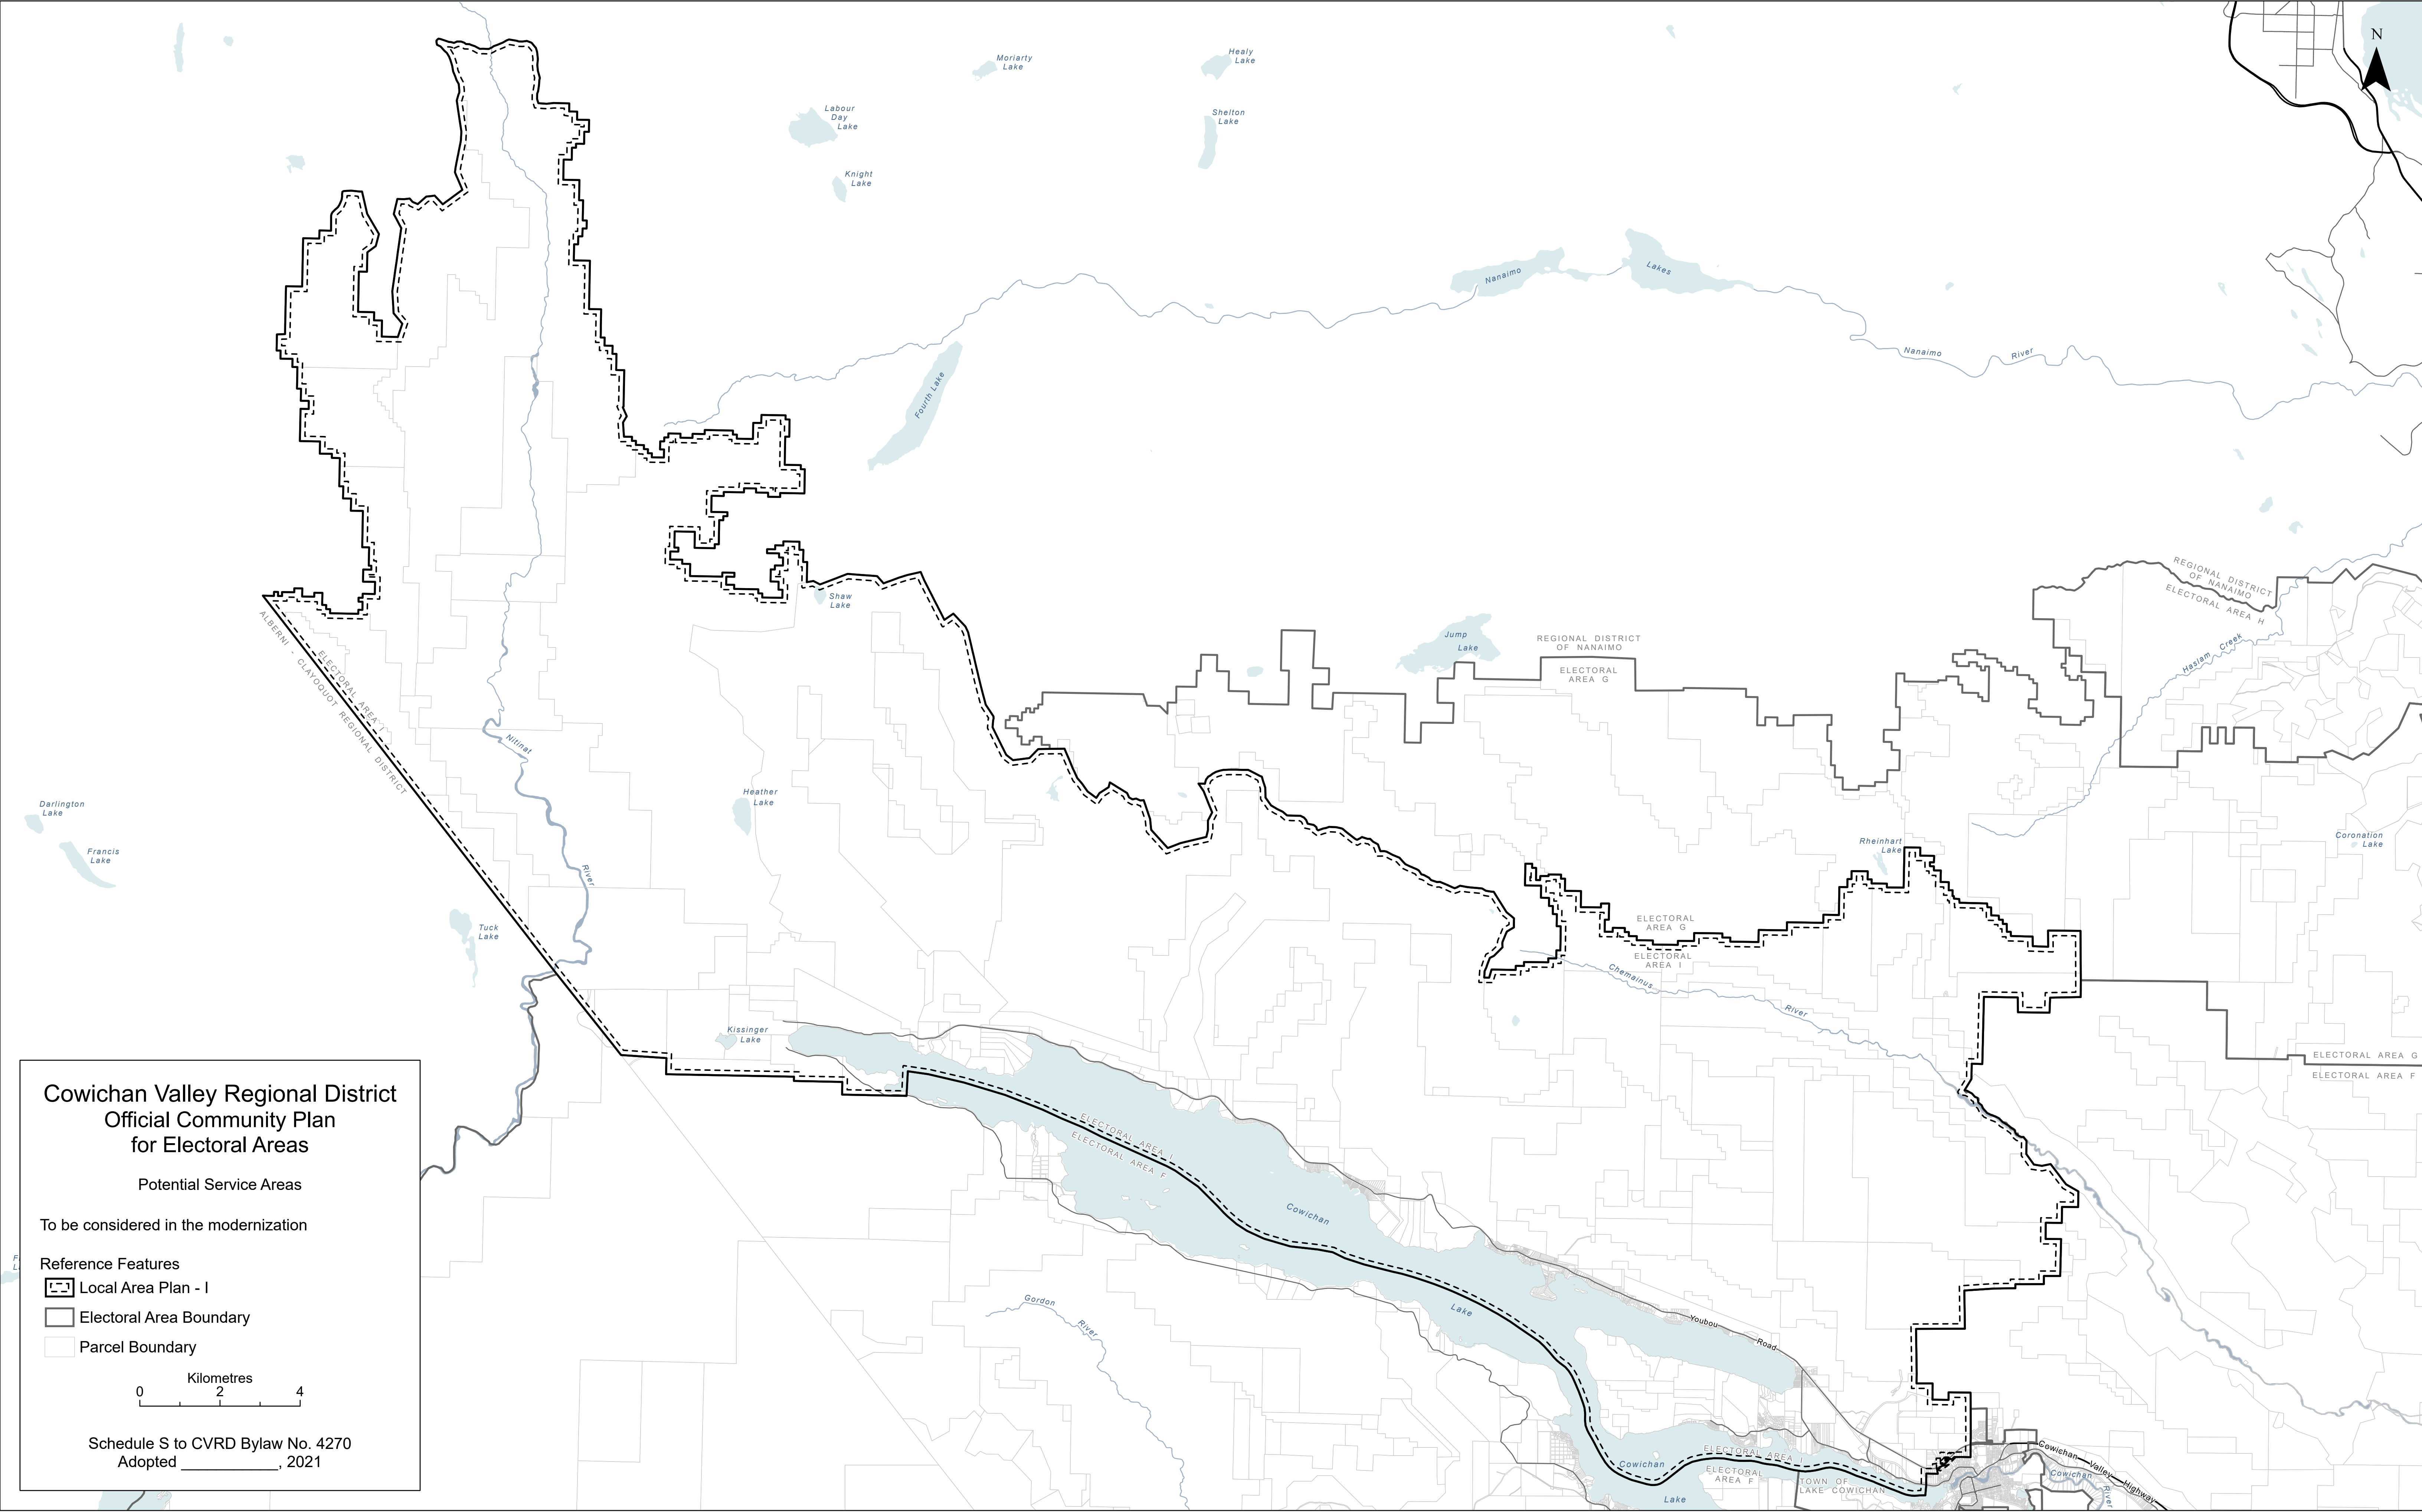 N
Moriarty
Lake
Healy
Lake
Labour
Day
Lake
Shelton
Lake
Knight
Lake
Nanaimo
Lakes
Nanaimo
River
Fourth Lake
REGIONAL DISTRICT
OF NANAIMO
ELECTORAL AREA H
Haslam Creek
Shaw
Lake
Jump
Lake
REGIONAL DISTRICT
OF NANAIMO
ELECTORAL
AREA G
ELECTORAL AREA I
ALBERNI - CLAYOQUOT REGIONAL DISTRICT
Nitinat
River
Heather
Lake
Darlington
Lake
Francis
Lake
Tuck
Lake
Rheinhart
Lake
Coronation
Lake
ELECTORAL
AREA G
ELECTORAL
AREA I
Chemainus
River
Kissinger
Lake
ELECTORAL AREA G
ELECTORAL AREA F
ELECTORAL AREA I
ELECTORAL AREA F
Cowichan
Lake
Gordon
River
Youbou
Road
Cowichan
Lake
ELECTORAL AREA I
ELECTORAL
AREA F
TOWN OF
LAKE COWICHAN
Cowichan Valley Highway
Cowichan
River
Cowichan Valley Regional District
Official Community Plan
for Electoral Areas
Potential Service Areas
To be considered in the modernization
Reference Features
Local Area Plan - I
Electoral Area Boundary
Parcel Boundary
Kilometres
0 2 4
Schedule S to CVRD Bylaw No. 4270
Adopted ____________, 2021